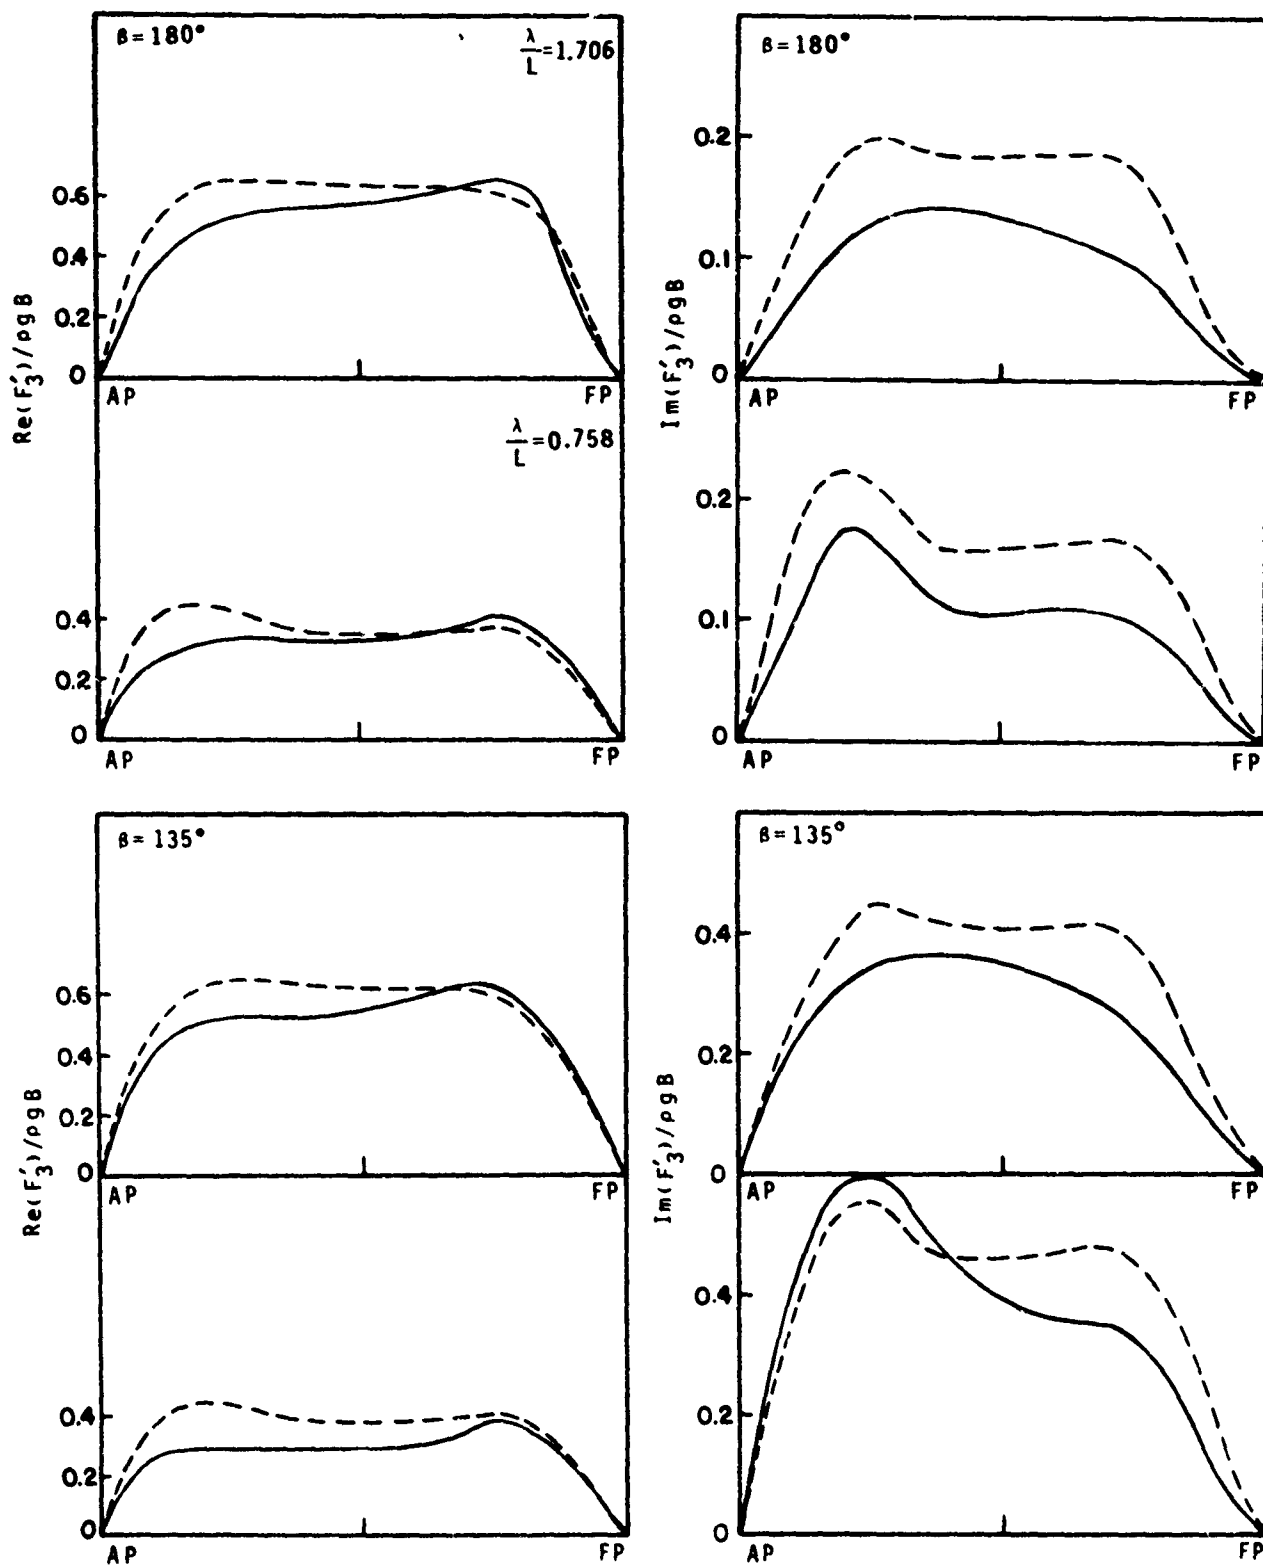 β = 180°
λ/L = 1.706
0.6
0.4
0.2
0
AP
FP
Re(F₃′)/ρgB
λ/L = 0.758
0.4
0.2
0
AP
FP
β = 180°
0.2
0.1
0
AP
FP
Im(F₃′)/ρgB
0.2
0.1
0
AP
FP
β = 135°
0.6
0.4
0.2
0
AP
FP
Re(F₃′)/ρgB
0.4
0.2
0
AP
FP
β = 135°
0.4
0.2
0
AP
FP
Im(F₃′)/ρgB
0.4
0.2
0
AP
FP